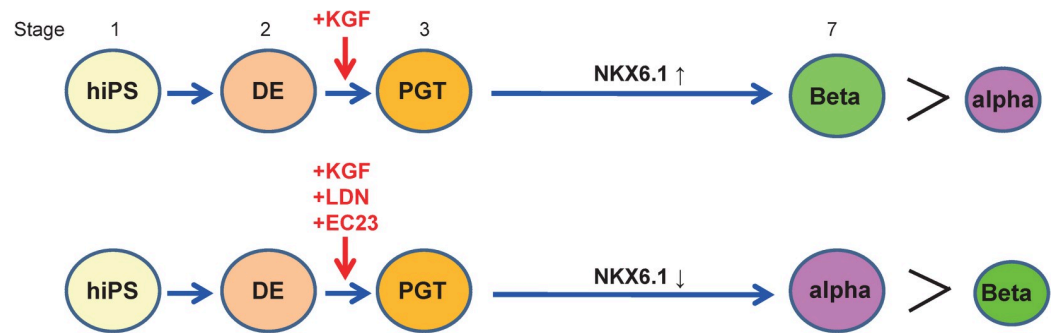 +KGF
Stage 1 2 3 7
hiPS DE PGT NKX6.1 ↑ Beta > alpha
+KGF
+LDN
+EC23
hiPS DE PGT NKX6.1 ↓ alpha > Beta